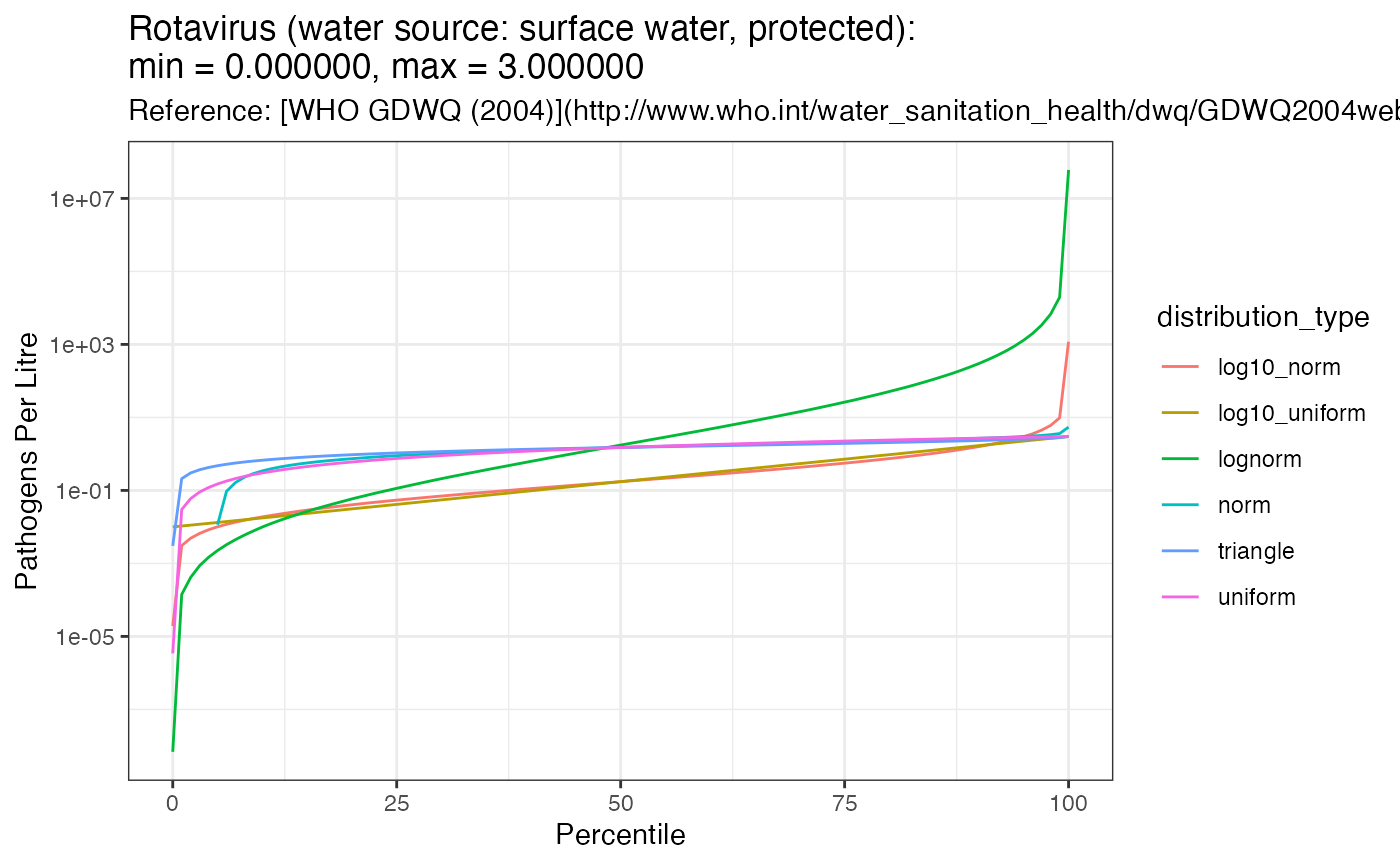 Rotavirus (water source: surface water, protected):
min = 0.000000, max = 3.000000
Reference: [WHO GDWQ (2004)](http://www.who.int/water_sanitation_health/dwq/GDWQ2004web
Pathogens Per Litre
1e+07
1e+03
1e-01
1e-05
0
25
50
75
100
Percentile
distribution_type
log10_norm
log10_uniform
lognorm
norm
triangle
uniform